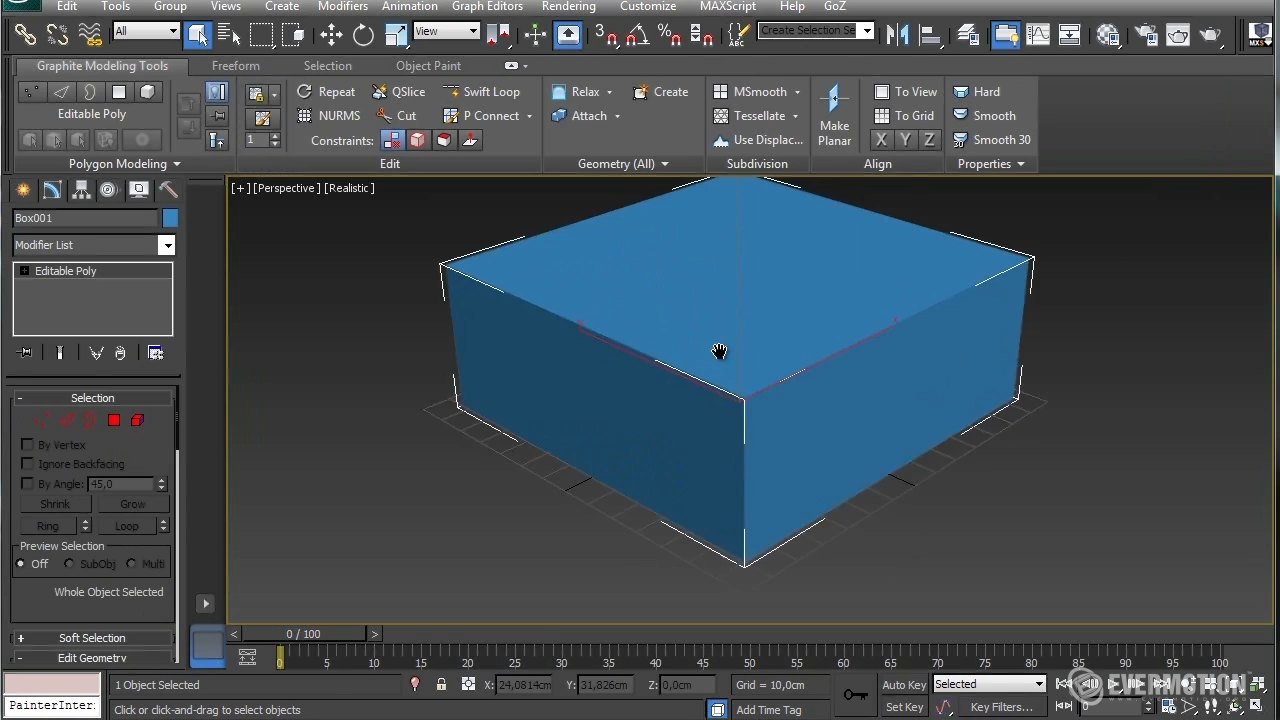 Edit Tools Group Views Create Modifiers Animation Graph Editors Rendering Customize MAXScript Help GoZ
All View 3 Create Selection Se
Graphite Modeling Tools Freeform Selection Object Paint
Repeat QSlice Swift Loop Relax Create MSmooth To View Hard
Editable Poly NURMS Cut P Connect Attach Tessellate Make Planar To Grid Smooth
1 Constraints: Use Displac... X Y Z Smooth 30
Polygon Modeling Edit Geometry (All) Subdivision Align Properties
[+] [Perspective] [Realistic]
Box001
Modifier List
Editable Poly
Selection
By Vertex
Ignore Backfacing
By Angle: 45,0
Shrink Grow
Ring Loop
Preview Selection
Off SubObj Multi
Whole Object Selected
Soft Selection
Edit Geometry
< 0 / 100 >
0 5 10 15 20 25 30 35 40 45 50 55 60 65 70 75 80 85 90 95 100
1 Object Selected X: 24,0814cm Y: 31,826cm Z: 0,0cm Grid = 10,0cm Auto Key Selected
PainterInter Click or click-and-drag to select objects Add Time Tag Set Key Key Filters... 0
EVERMOTION